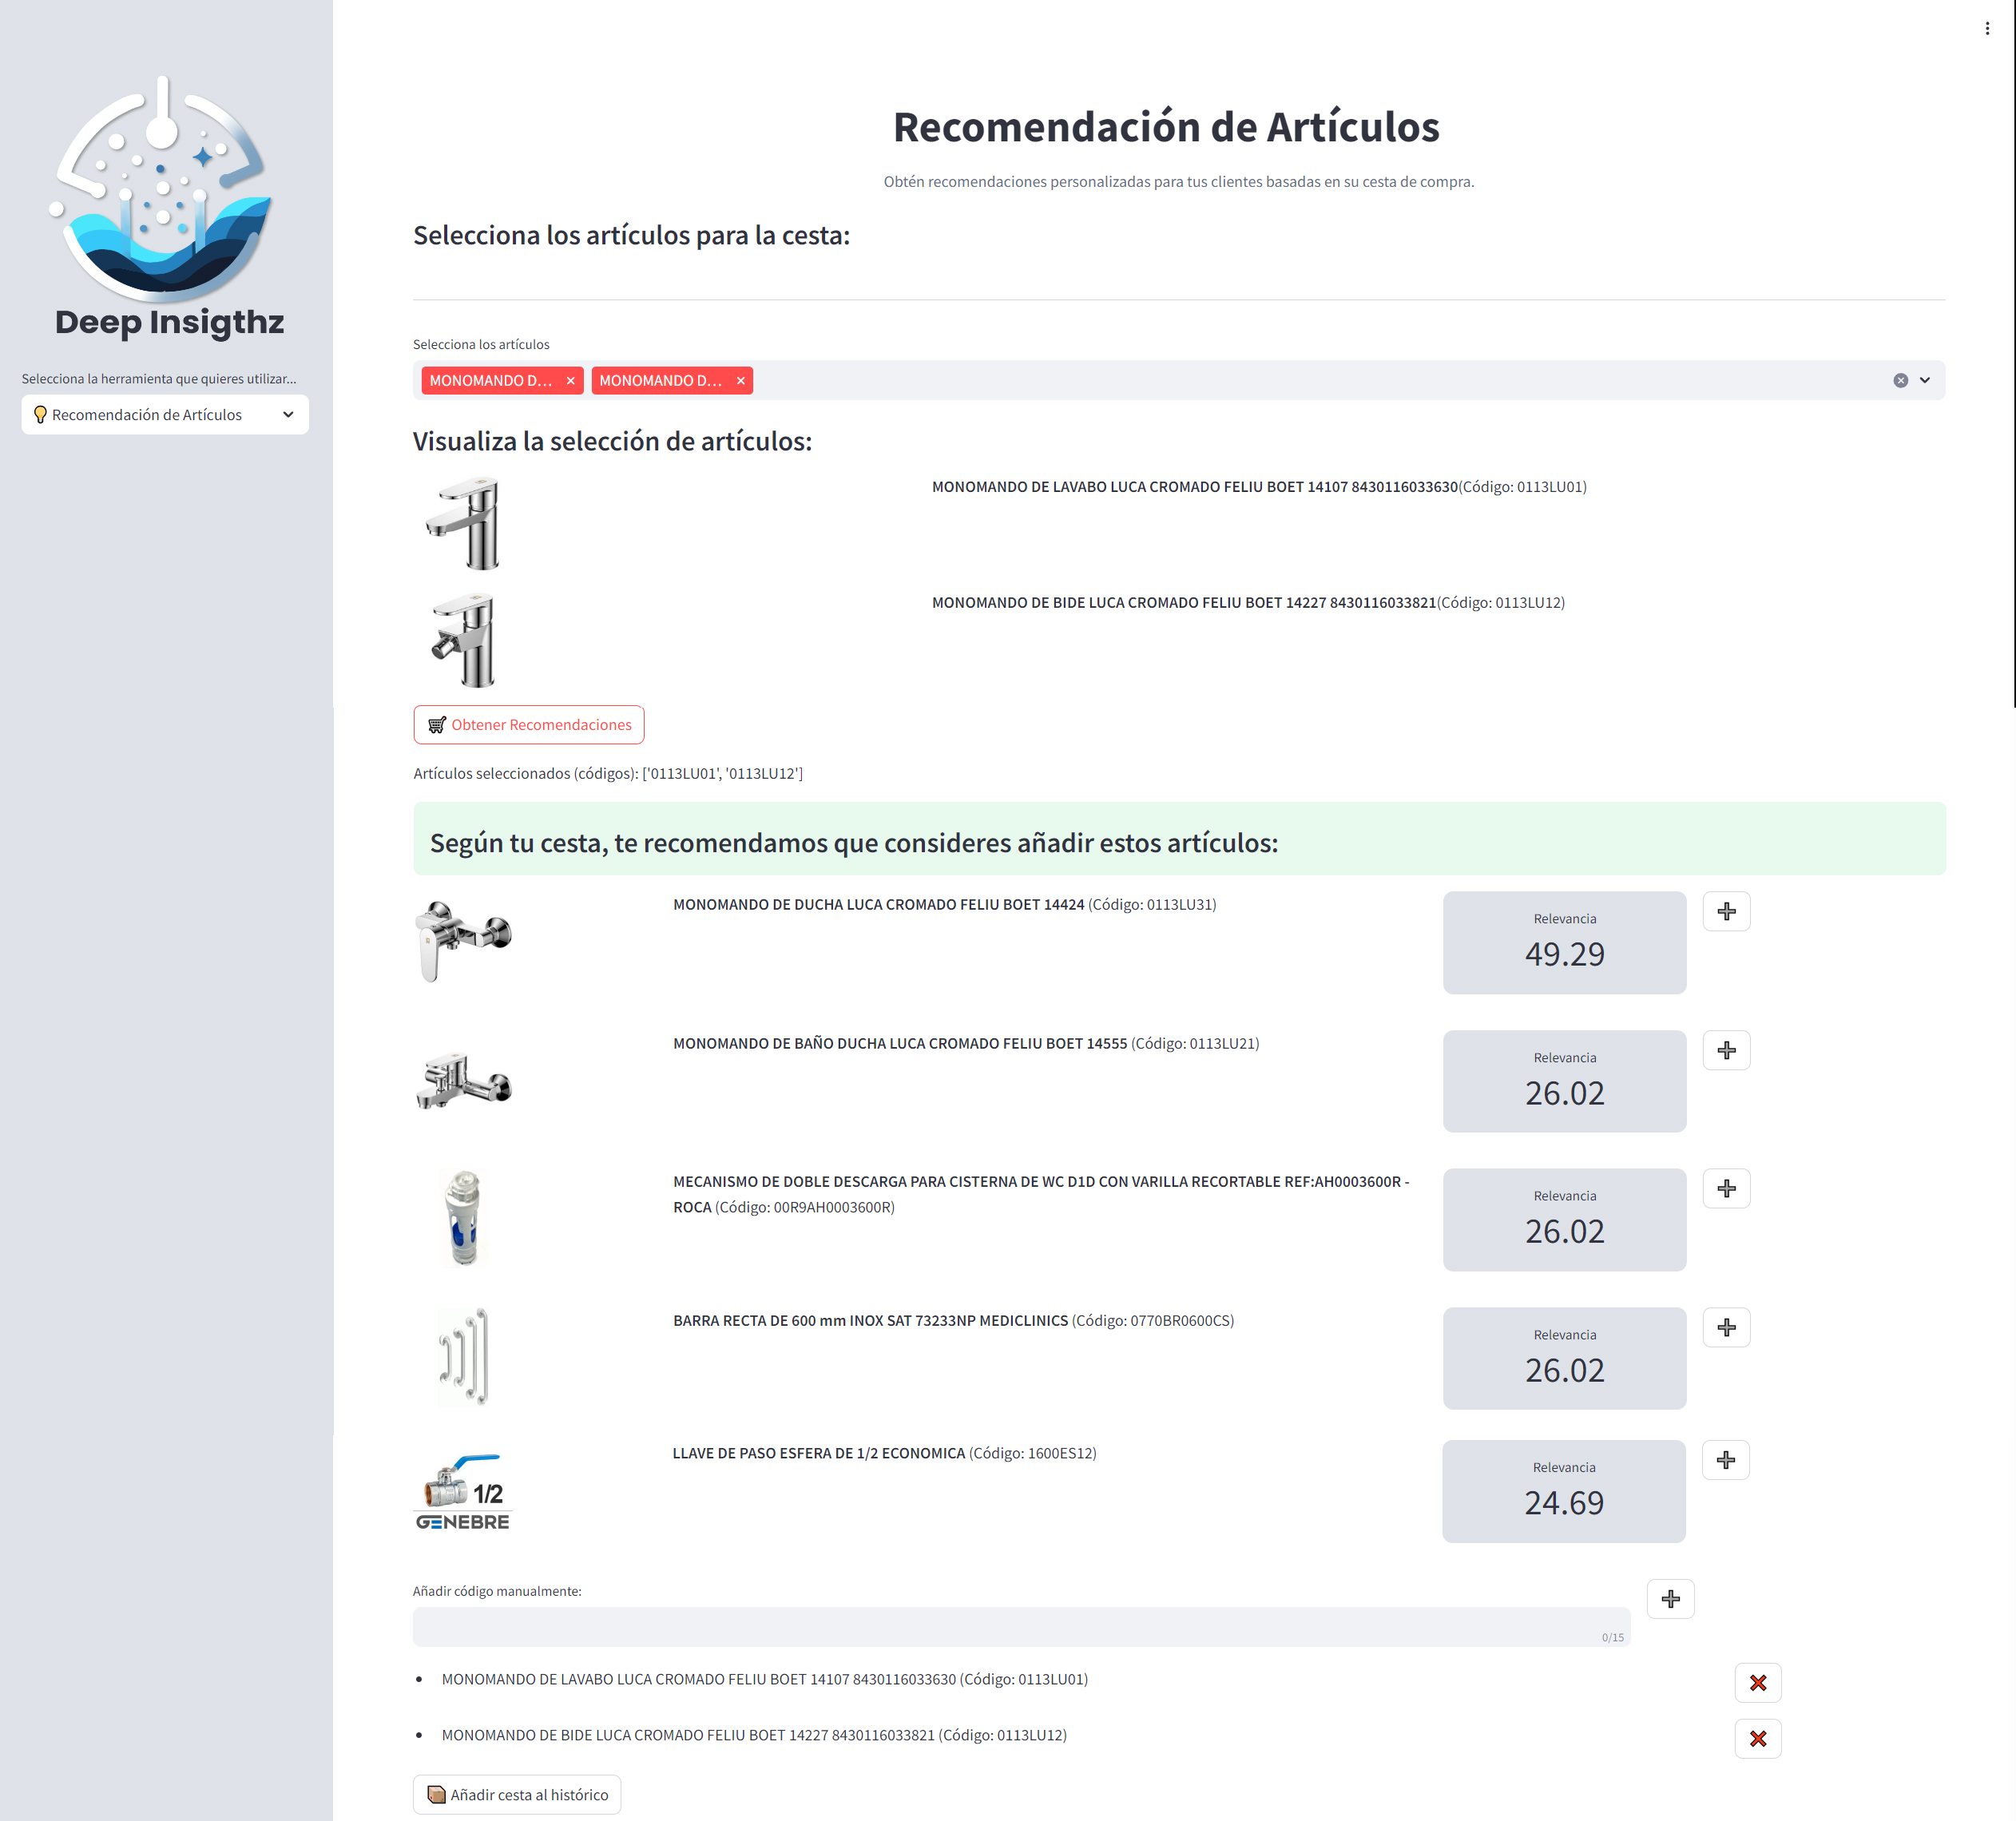 Deep Insigthz
Selecciona la herramienta que quieres utilizar...
Recomendación de Artículos
Recomendación de Artículos
Obtén recomendaciones personalizadas para tus clientes basadas en su cesta de compra.
Selecciona los artículos para la cesta:
Selecciona los artículos
MONOMANDO D... MONOMANDO D...
Visualiza la selección de artículos:
MONOMANDO DE LAVABO LUCA CROMADO FELIU BOET 14107 8430116033630(Código: 0113LU01)
MONOMANDO DE BIDE LUCA CROMADO FELIU BOET 14227 8430116033821(Código: 0113LU12)
Obtener Recomendaciones
Artículos seleccionados (códigos): ['0113LU01', '0113LU12']
Según tu cesta, te recomendamos que consideres añadir estos artículos:
MONOMANDO DE DUCHA LUCA CROMADO FELIU BOET 14424 (Código: 0113LU31)
Relevancia
49.29
MONOMANDO DE BAÑO DUCHA LUCA CROMADO FELIU BOET 14555 (Código: 0113LU21)
Relevancia
26.02
MECANISMO DE DOBLE DESCARGA PARA CISTERNA DE WC D1D CON VARILLA RECORTABLE REF:AH0003600R -
ROCA (Código: 00R9AH0003600R)
Relevancia
26.02
BARRA RECTA DE 600 mm INOX SAT 73233NP MEDICLINICS (Código: 0770BR0600CS)
Relevancia
26.02
LLAVE DE PASO ESFERA DE 1/2 ECONOMICA (Código: 1600ES12)
1/2
GENEBRE
Relevancia
24.69
Añadir código manualmente:
0/15
MONOMANDO DE LAVABO LUCA CROMADO FELIU BOET 14107 8430116033630 (Código: 0113LU01)
MONOMANDO DE BIDE LUCA CROMADO FELIU BOET 14227 8430116033821 (Código: 0113LU12)
Añadir cesta al histórico